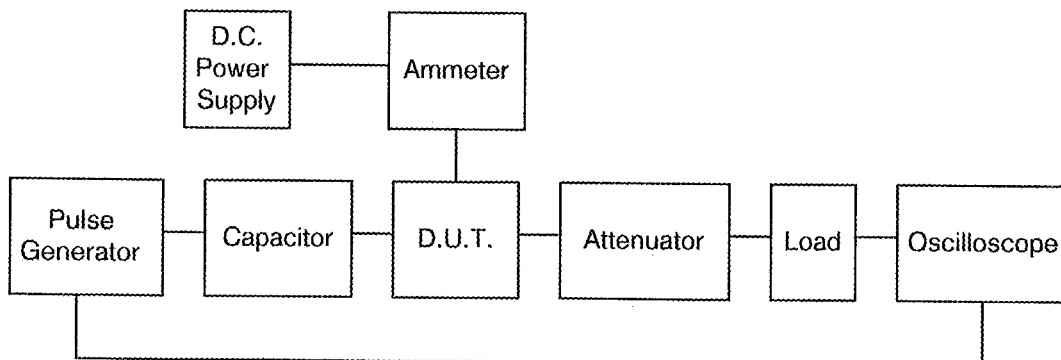 D.C.
Power
Supply
Ammeter
Pulse
Generator
Capacitor
D.U.T.
Attenuator
Load
Oscilloscope